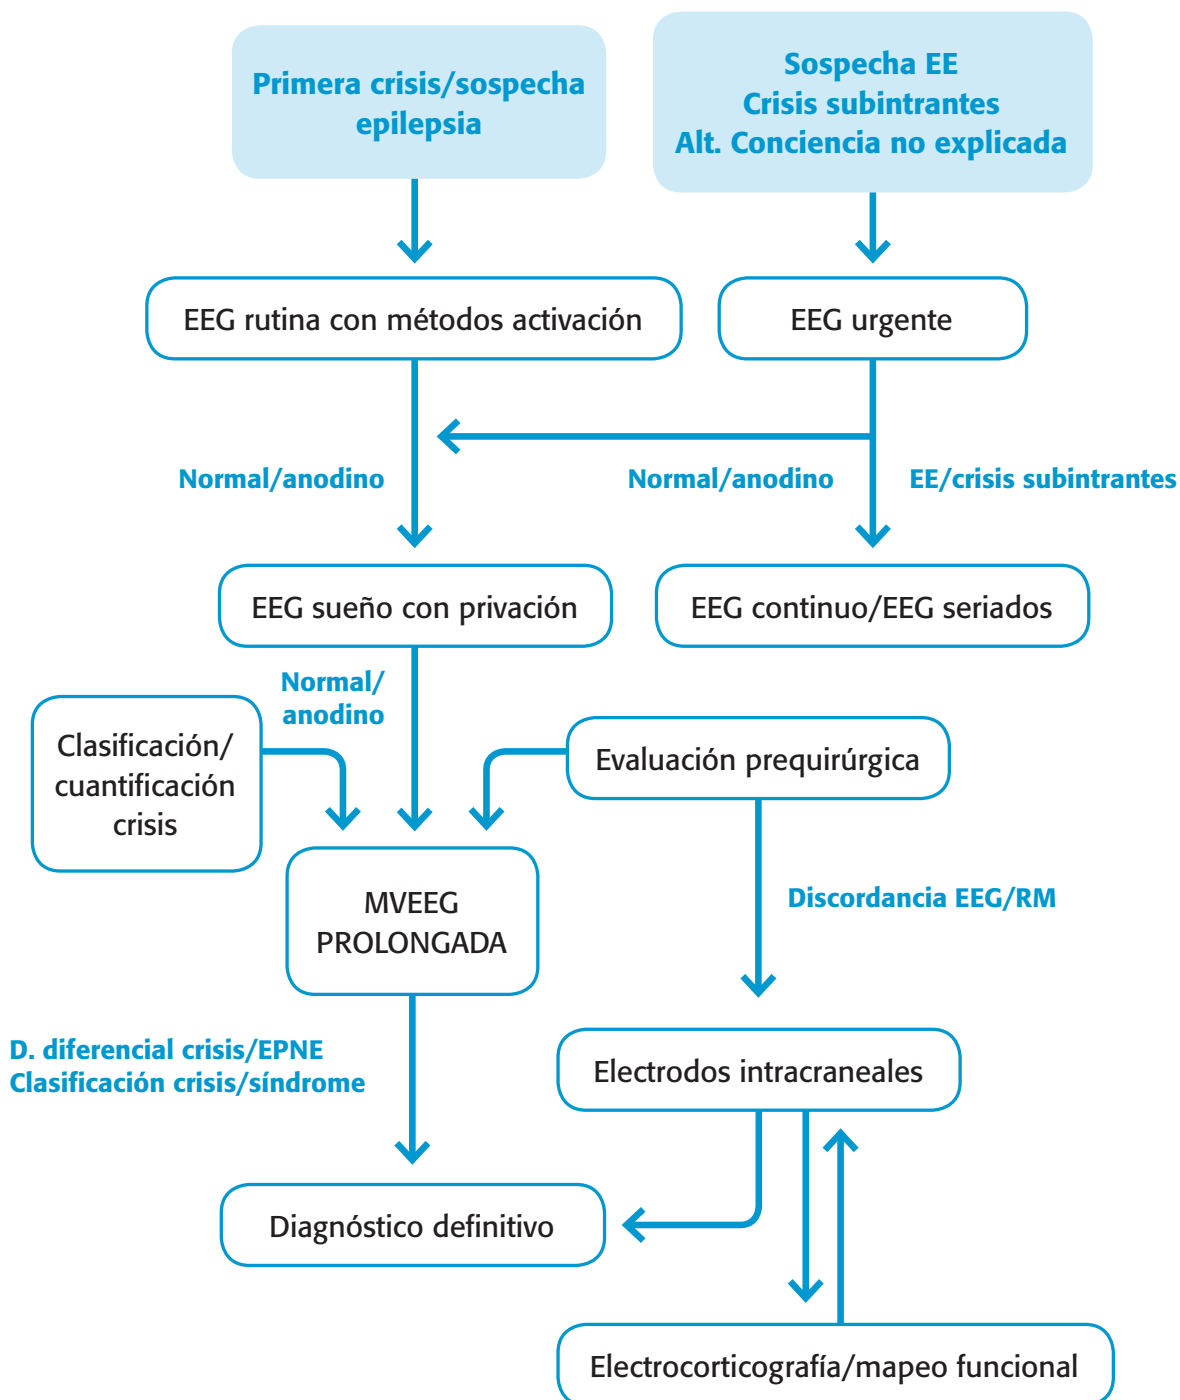 Primera crisis/sospecha
epilepsia
Sospecha EE
Crisis subintrantes
Alt. Conciencia no explicada
EEG rutina con métodos activación
EEG urgente
Normal/anodino
Normal/anodino
EE/crisis subintrantes
EEG sueño con privación
EEG continuo/EEG seriados
Normal/
anodino
Clasificación/
cuantificación
crisis
Evaluación prequirúrgica
MVEEG
PROLONGADA
Discordancia EEG/RM
D. diferencial crisis/EPNE
Clasificación crisis/síndrome
Electrodos intracraneales
Diagnóstico definitivo
Electrocorticografía/mapeo funcional